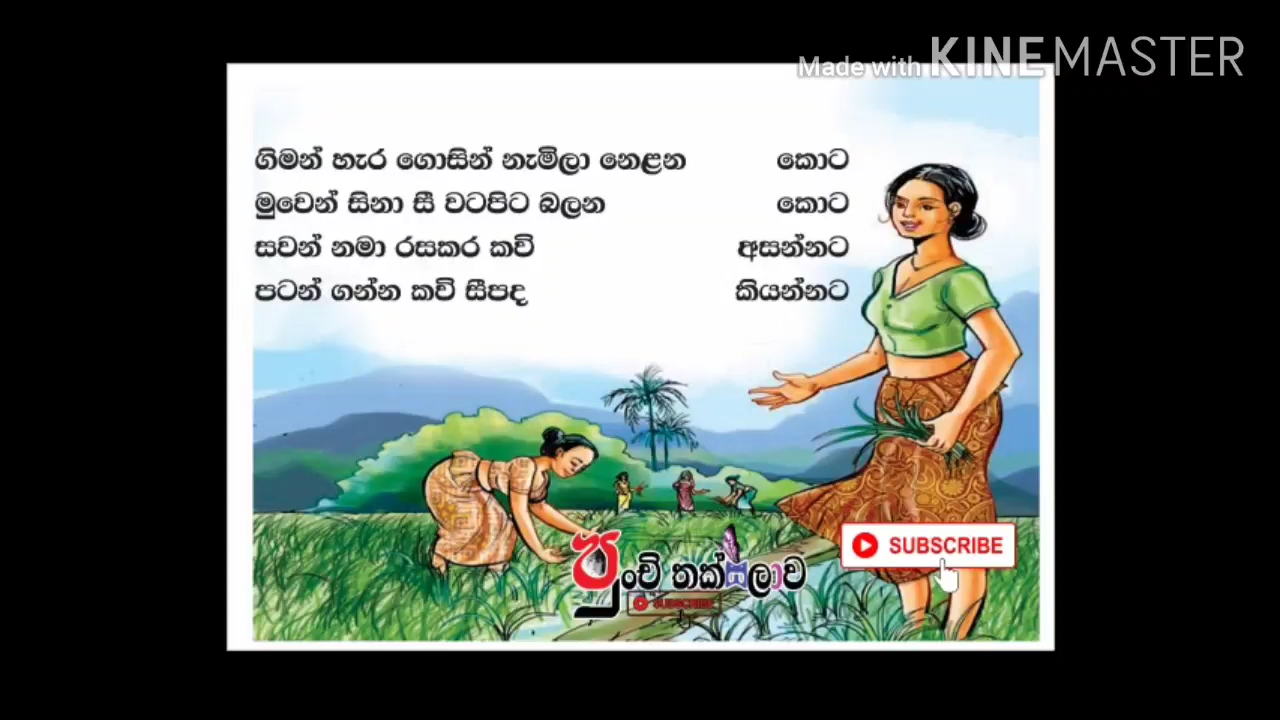 Made with KINEMASTER
ගිමන් හැර ගොසින් නැමිලා නෙළන කොට
මුවෙන් සිනා සී වටපිට බලන කොට
සවන් නමා රසකර කවි අසන්නට
පටන් ගන්න කවි සීපද කියන්නට
SUBSCRIBE
පුංචි තක්සලාව
SUBSCRIBE